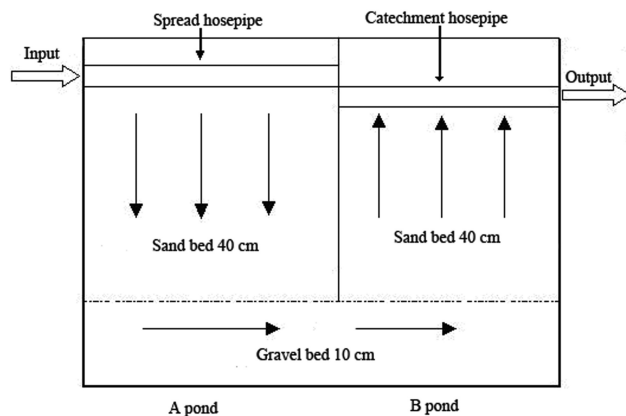 Spread hosepipe
Catechment hosepipe
Input
Output
Sand bed 40 cm
Sand bed 40 cm
Gravel bed 10 cm
A pond
B pond